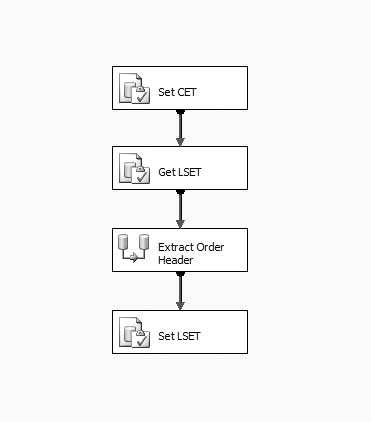 Set CET
Get LSET
Extract Order
Header
Set LSET